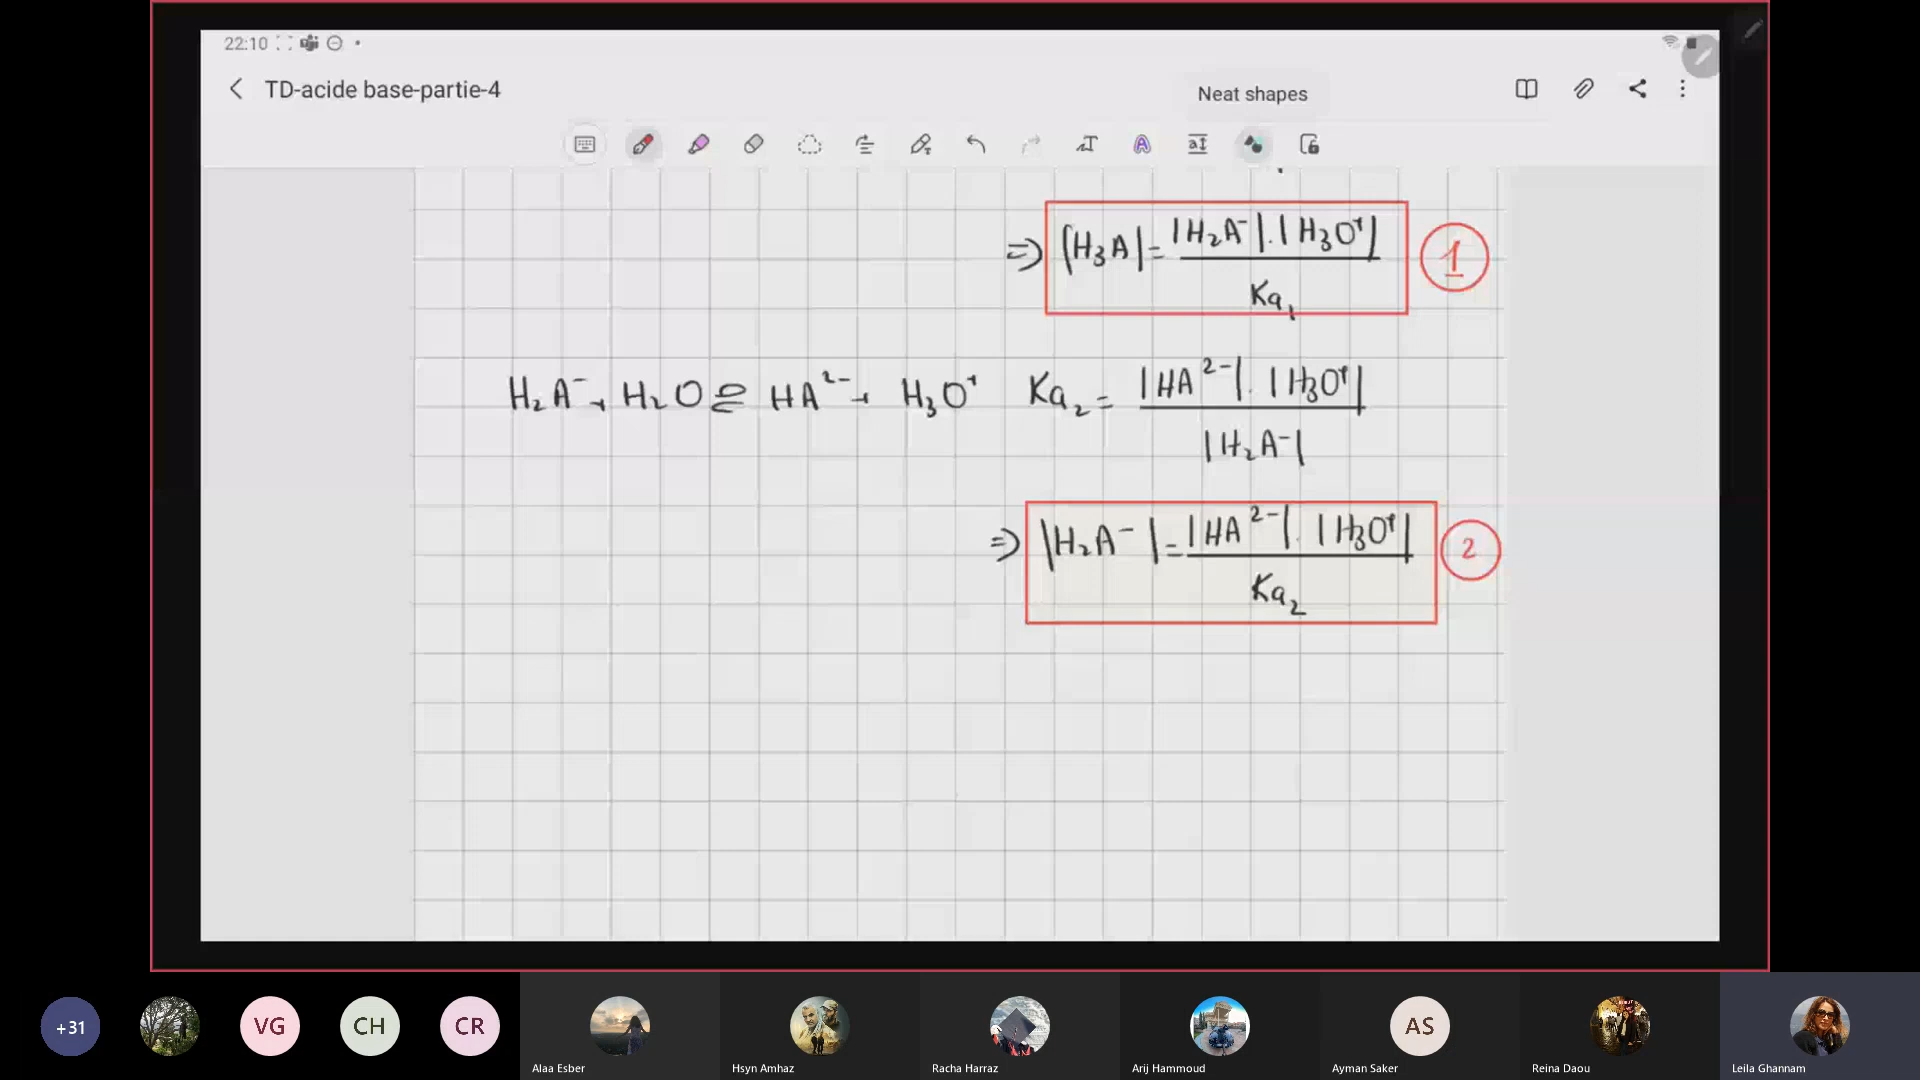 22:10
TD-acide base-partie-4
Neat shapes
⇒ |H₃A| = |H₂A⁻|.|H₃O⁺| / Ka₁ 1
H₂A⁻ + H₂O ⇌ HA²⁻ + H₃O⁺ Ka₂ = |HA²⁻|.|H₃O⁺| / |H₂A⁻|
⇒ |H₂A⁻| = |HA²⁻|.|H₃O⁺| / Ka₂ 2
+31
VG
CH
CR
AS
Alaa Esber
Hsyn Amhaz
Racha Harraz
Arij Hammoud
Ayman Saker
Reina Daou
Leila Ghannam